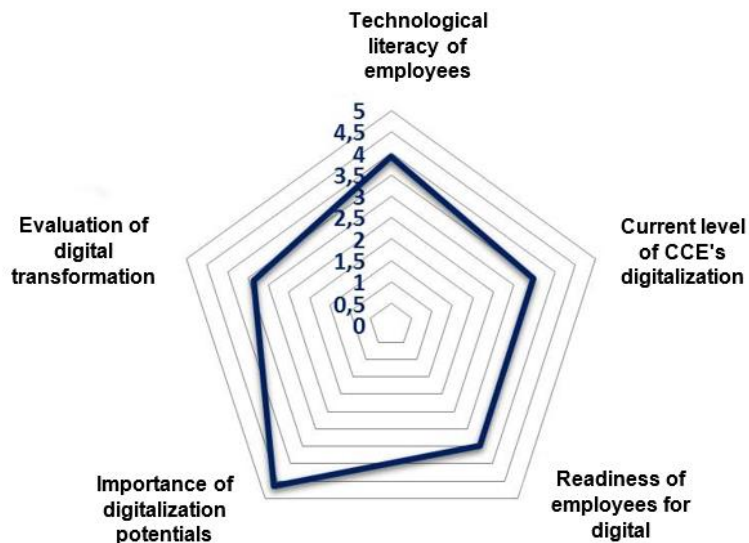 Technological
literacy of
employees
5
4,5
4
3,5
3
2,5
2
1,5
1
0,5
0
Current level
of CCE's
digitalization
Readiness of
employees for
digital
Importance of
digitalization
potentials
Evaluation of
digital
transformation